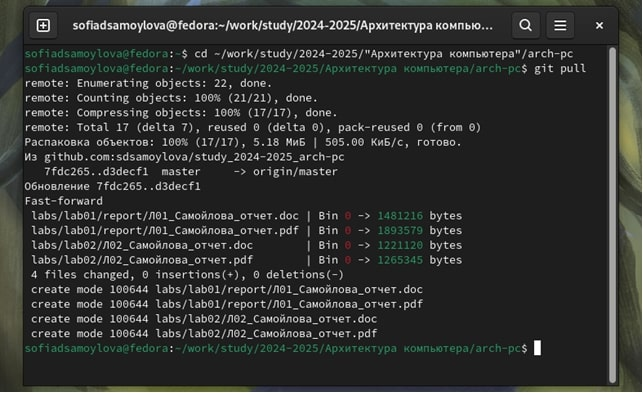 sofiadsamoylova@fedora:~/work/study/2024-2025/Архитектура компью...
sofiadsamoylova@fedora:~$ cd ~/work/study/2024-2025/"Архитектура компьютера"/arch-pc
sofiadsamoylova@fedora:~/work/study/2024-2025/Архитектура компьютера/arch-pc$ git pull
remote: Enumerating objects: 22, done.
remote: Counting objects: 100% (21/21), done.
remote: Compressing objects: 100% (17/17), done.
remote: Total 17 (delta 7), reused 0 (delta 0), pack-reused 0 (from 0)
Распаковка объектов: 100% (17/17), 5.18 МиБ | 505.00 КиБ/с, готово.
Из github.com:sdsamoylova/study_2024-2025_arch-pc
   7fdc265..d3decf1  master     -> origin/master
Обновление 7fdc265..d3decf1
Fast-forward
 labs/lab01/report/Л01_Самойлова_отчет.doc | Bin 0 -> 1481216 bytes
 labs/lab01/report/Л01_Самойлова_отчет.pdf | Bin 0 -> 1893579 bytes
 labs/lab02/Л02_Самойлова_отчет.doc        | Bin 0 -> 1221120 bytes
 labs/lab02/Л02_Самойлова_отчет.pdf        | Bin 0 -> 1265345 bytes
 4 files changed, 0 insertions(+), 0 deletions(-)
 create mode 100644 labs/lab01/report/Л01_Самойлова_отчет.doc
 create mode 100644 labs/lab01/report/Л01_Самойлова_отчет.pdf
 create mode 100644 labs/lab02/Л02_Самойлова_отчет.doc
 create mode 100644 labs/lab02/Л02_Самойлова_отчет.pdf
sofiadsamoylova@fedora:~/work/study/2024-2025/Архитектура компьютера/arch-pc$